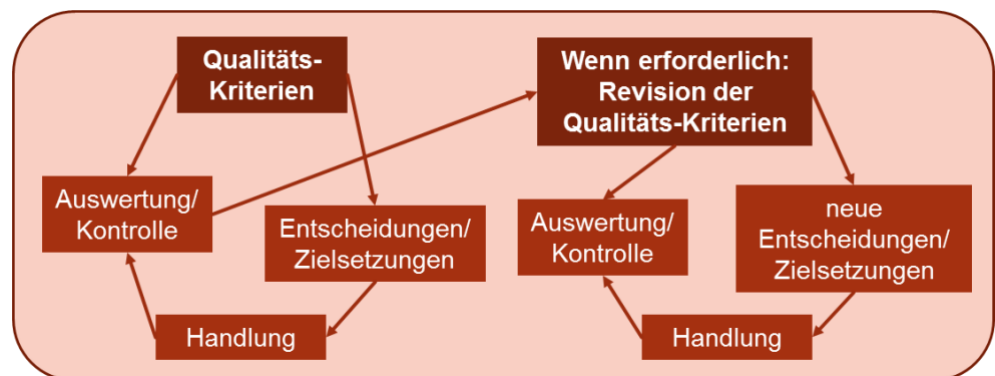 Qualitäts-
Kriterien
Wenn erforderlich:
Revision der
Qualitäts-Kriterien
Auswertung/
Kontrolle
Entscheidungen/
Zielsetzungen
Handlung
Auswertung/
Kontrolle
neue
Entscheidungen/
Zielsetzungen
Handlung